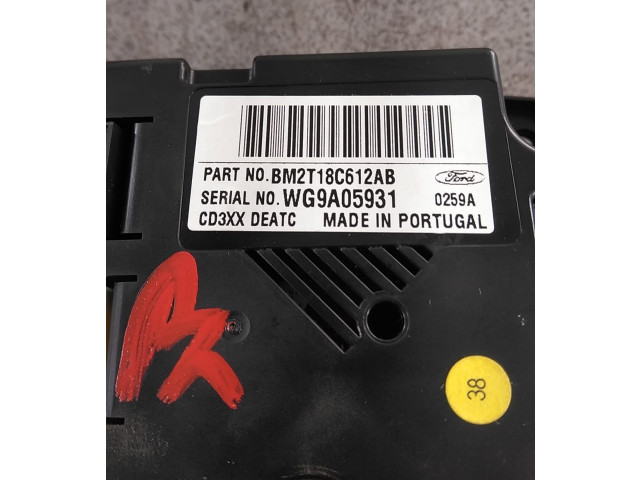 PART NO. BM2T18C612AB
Ford
SERIAL NO. WG9A05931
0259A
CD3XX DEATC MADE IN PORTUGAL
38